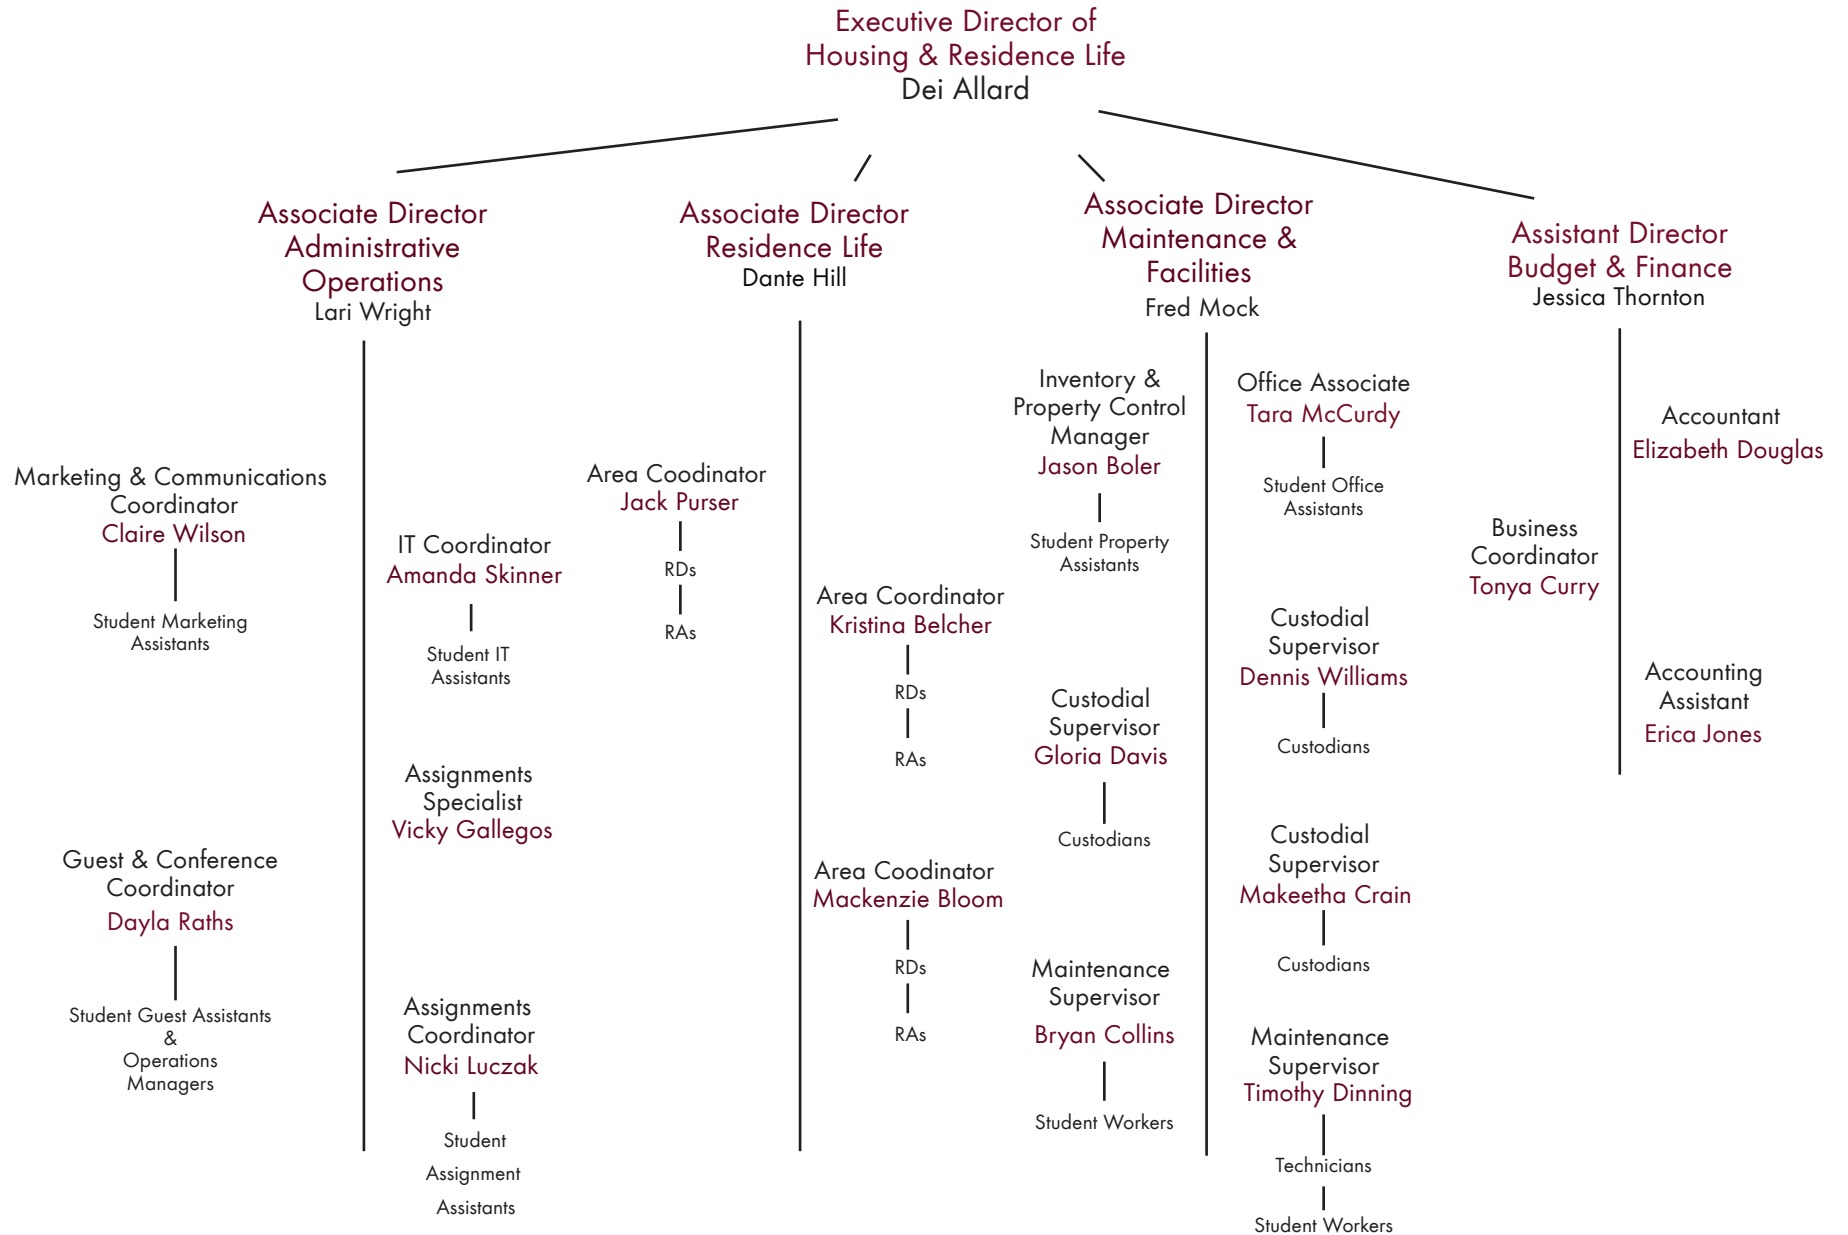 Executive Director of
Housing & Residence Life
Dei Allard
Associate Director
Administrative
Operations
Lari Wright
Marketing & Communications
Coordinator
Claire Wilson
Student Marketing
Assistants
IT Coordinator
Amanda Skinner
Student IT
Assistants
Assignments
Specialist
Vicky Gallegos
Guest & Conference
Coordinator
Dayla Raths
Student Guest Assistants
&
Operations
Managers
Assignments
Coordinator
Nicki Luczak
Student
Assignment
Assistants
Associate Director
Residence Life
Dante Hill
Area Coodinator
Jack Purser
RDs
RAs
Area Coordinator
Kristina Belcher
RDs
RAs
Area Coodinator
Mackenzie Bloom
RDs
RAs
Associate Director
Maintenance &
Facilities
Fred Mock
Inventory &
Property Control
Manager
Jason Boler
Student Property
Assistants
Office Associate
Tara McCurdy
Student Office
Assistants
Custodial
Supervisor
Dennis Williams
Custodians
Custodial
Supervisor
Gloria Davis
Custodians
Custodial
Supervisor
Makeetha Crain
Custodians
Maintenance
Supervisor
Bryan Collins
Student Workers
Maintenance
Supervisor
Timothy Dinning
Technicians
Student Workers
Assistant Director
Budget & Finance
Jessica Thornton
Accountant
Elizabeth Douglas
Business
Coordinator
Tonya Curry
Accounting
Assistant
Erica Jones